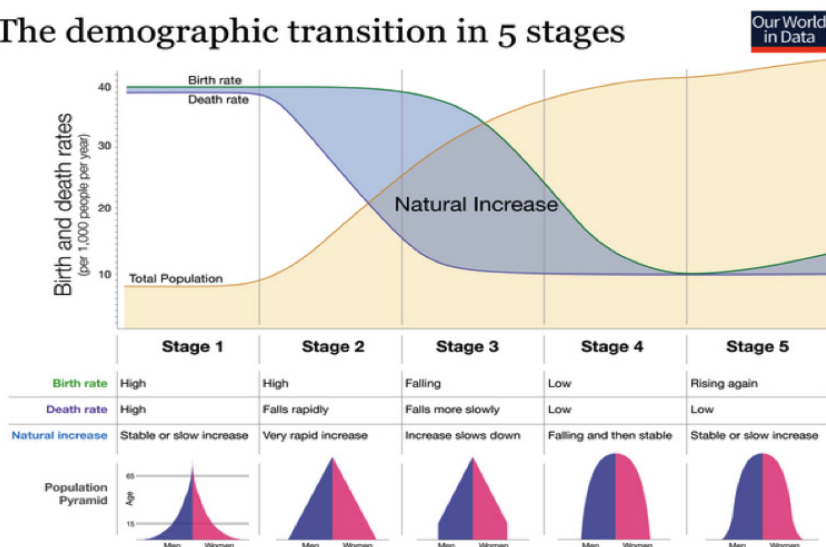 The demographic transition in 5 stages
Our World
in Data
Birth and death rates
(per 1,000 people per year)
40
30
20
10
Birth rate
Death rate
Natural Increase
Total Population
Stage 1 Stage 2 Stage 3 Stage 4 Stage 5
Birth rate High High Falling Low Rising again
Death rate High Falls rapidly Falls more slowly Low Low
Natural increase Stable or slow increase Very rapid increase Increase slows down Falling and then stable Stable or slow increase
Population
Pyramid
Age
65
15
Men Women Men Women Men Women Men Women Men Women